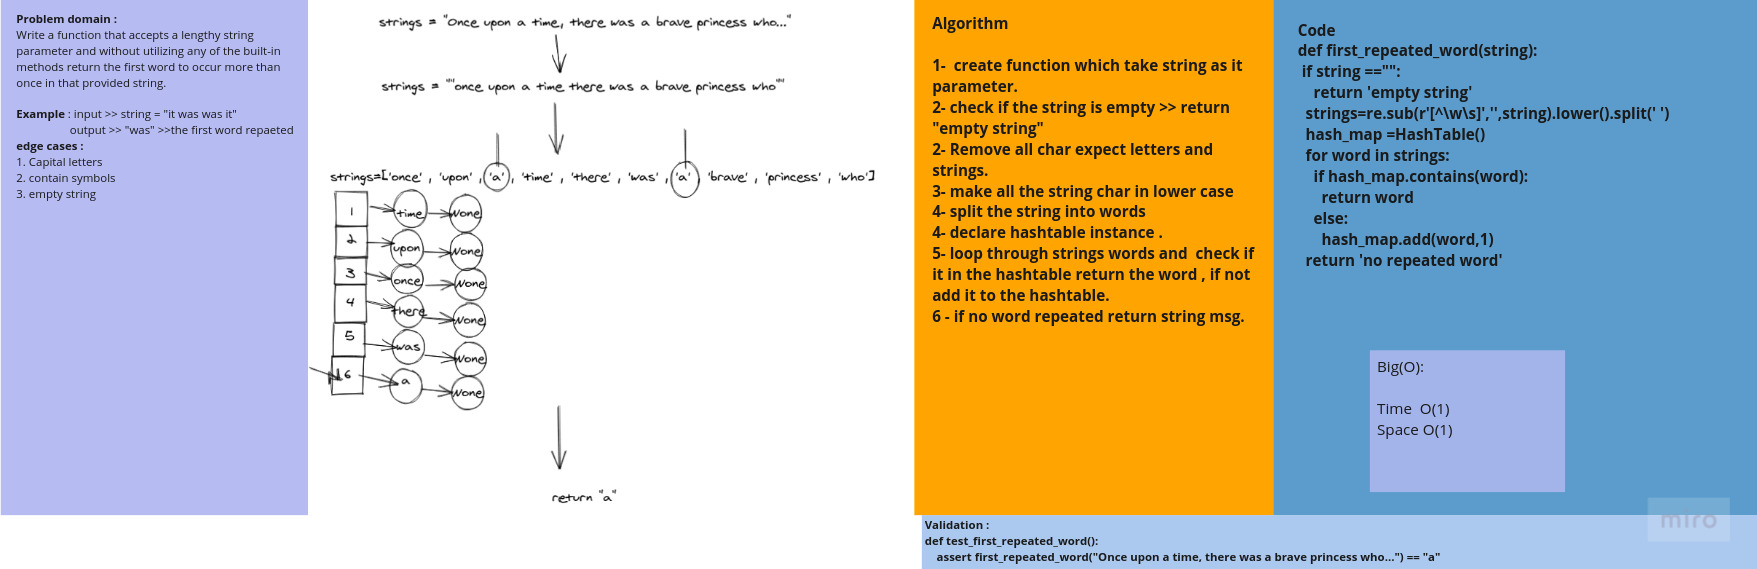 Problem domain :
Write a function that accepts a lengthy string
parameter and without utilizing any of the built-in
methods return the first word to occur more than
once in that provided string.
Example : input >> string = "it was was it"
output >> "was" >>the first word repaeted
edge cases :
1. Capital letters
2. contain symbols
3. empty string
strings = "Once upon a time, there was a brave princess who..."
strings = ""once upon a time there was a brave princess who""
strings=['once' , 'upon' , 'a' , 'time' , 'there' , 'was' , 'a' , 'brave' , 'princess' , 'who']
1 time None
2 upon None
3 once None
4 there None
5 was None
6 a None
return "a"
Algorithm
1-  create function which take string as it
parameter.
2- check if the string is empty >> return
"empty string"
2- Remove all char expect letters and
strings.
3- make all the string char in lower case
4- split the string into words
4- declare hashtable instance .
5- loop through strings words and  check if
it in the hashtable return the word , if not
add it to the hashtable.
6 - if no word repeated return string msg.
Code
def first_repeated_word(string):
if string =="":
return 'empty string'
strings=re.sub(r'[^\w\s]','',string).lower().split(' ')
hash_map =HashTable()
for word in strings:
if hash_map.contains(word):
return word
else:
hash_map.add(word,1)
return 'no repeated word'
Big(O):
Time  O(1)
Space O(1)
miro
Validation :
def test_first_repeated_word():
assert first_repeated_word("Once upon a time, there was a brave princess who...") == "a"